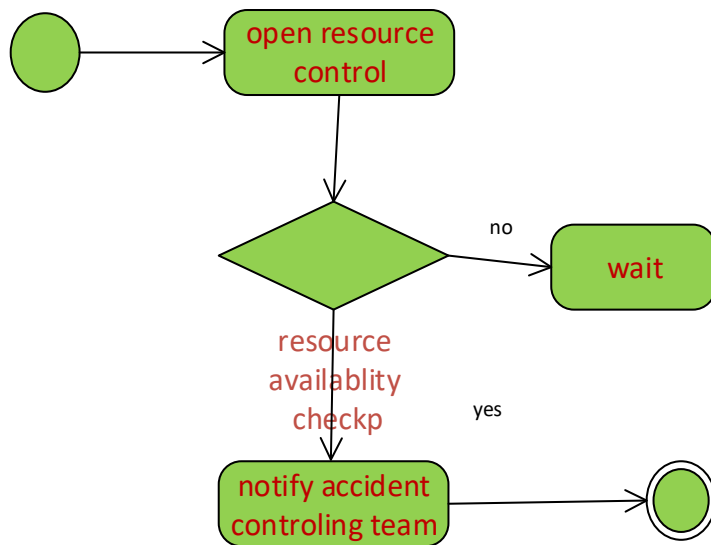 open resource
control
no
wait
resource
availablity
checkp
yes
notify accident
controling team